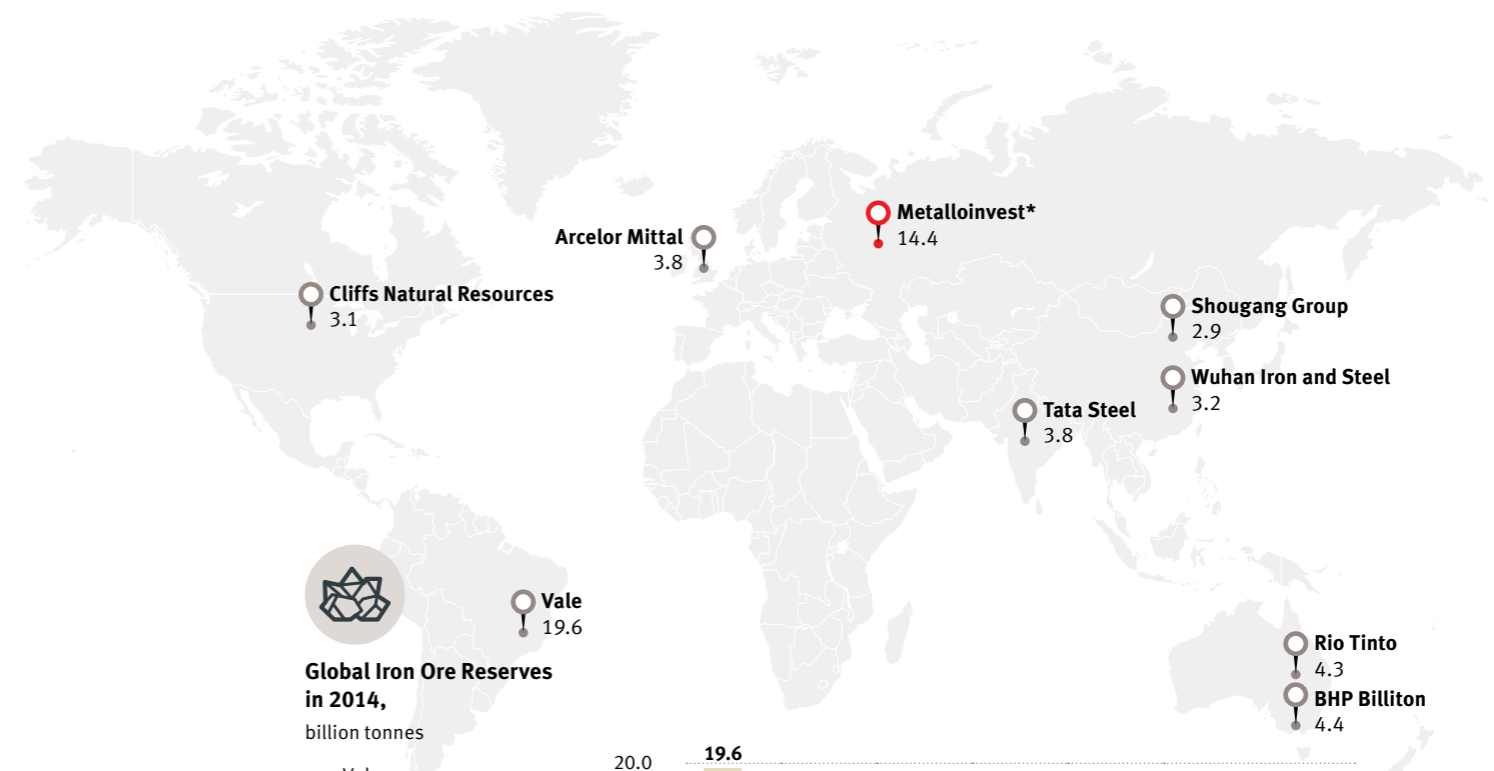 Metalloinvest*
14.4
Arcelor Mittal
3.8
Cliffs Natural Resources
3.1
Shougang Group
2.9
Wuhan Iron and Steel
3.2
Tata Steel
3.8
Vale
19.6
Rio Tinto
4.3
BHP Billiton
4.4
Global Iron Ore Reserves
in 2014,
billion tonnes
20.0
19.6